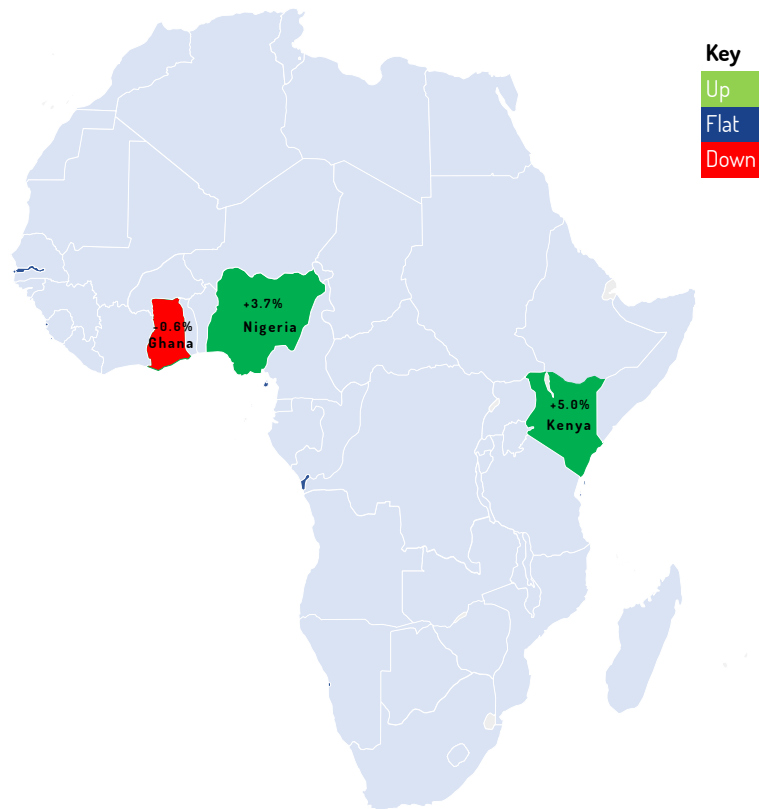 Key
Up
Flat
Down
+3.7%
Nigeria
-0.6%
Ghana
+5.0%
Kenya